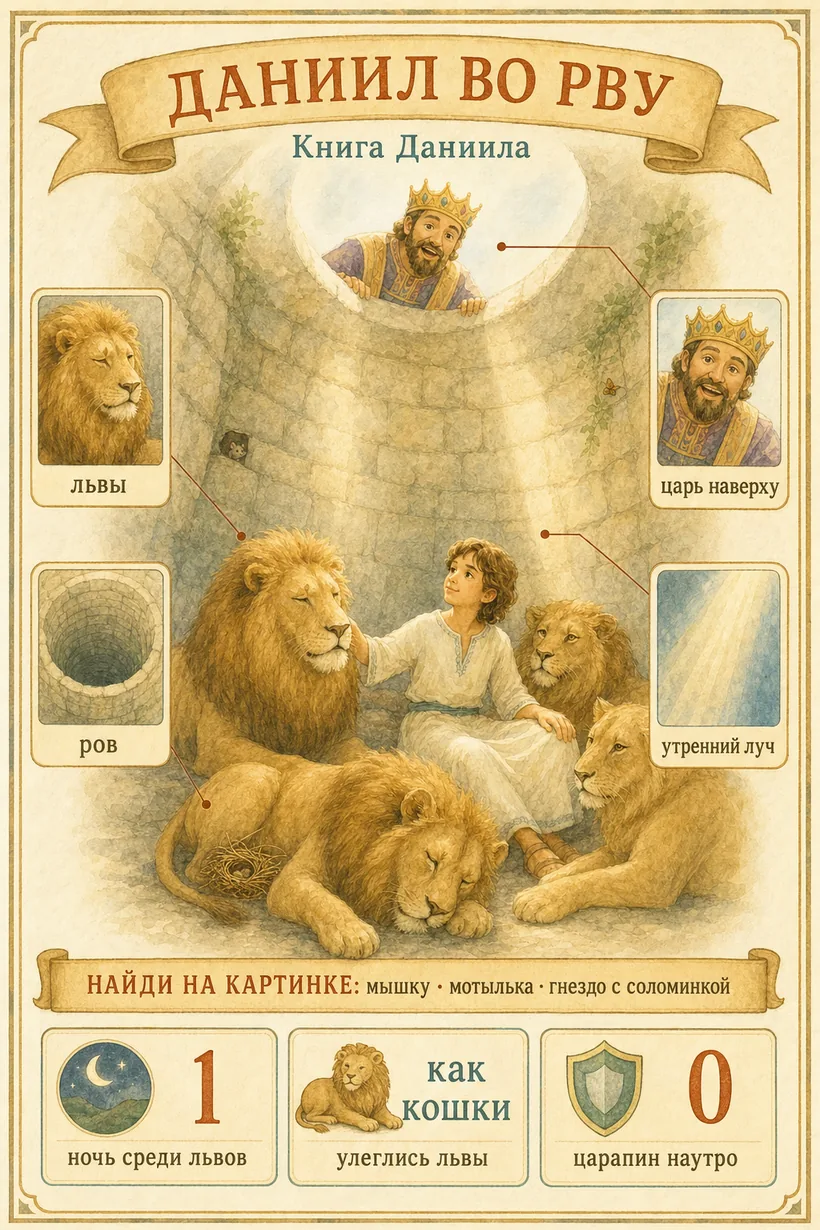 ДАНИИЛ ВО РВУ
Книга Даниила
львы
царь наверху
ров
утренний луч
НАЙДИ НА КАРТИНКЕ: мышку · мотылька · гнездо с соломинкой
1
ночь среди львов
как
кошки
улеглись львы
0
царапин наутро